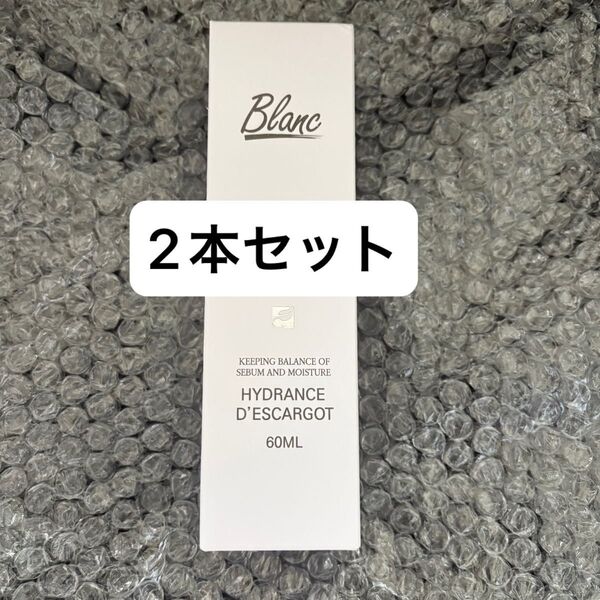 Blanc
2本セット
KEEPING BALANCE OF
SEBUM AND MOISTURE
HYDRANCE
D'ESCARGOT
60ML